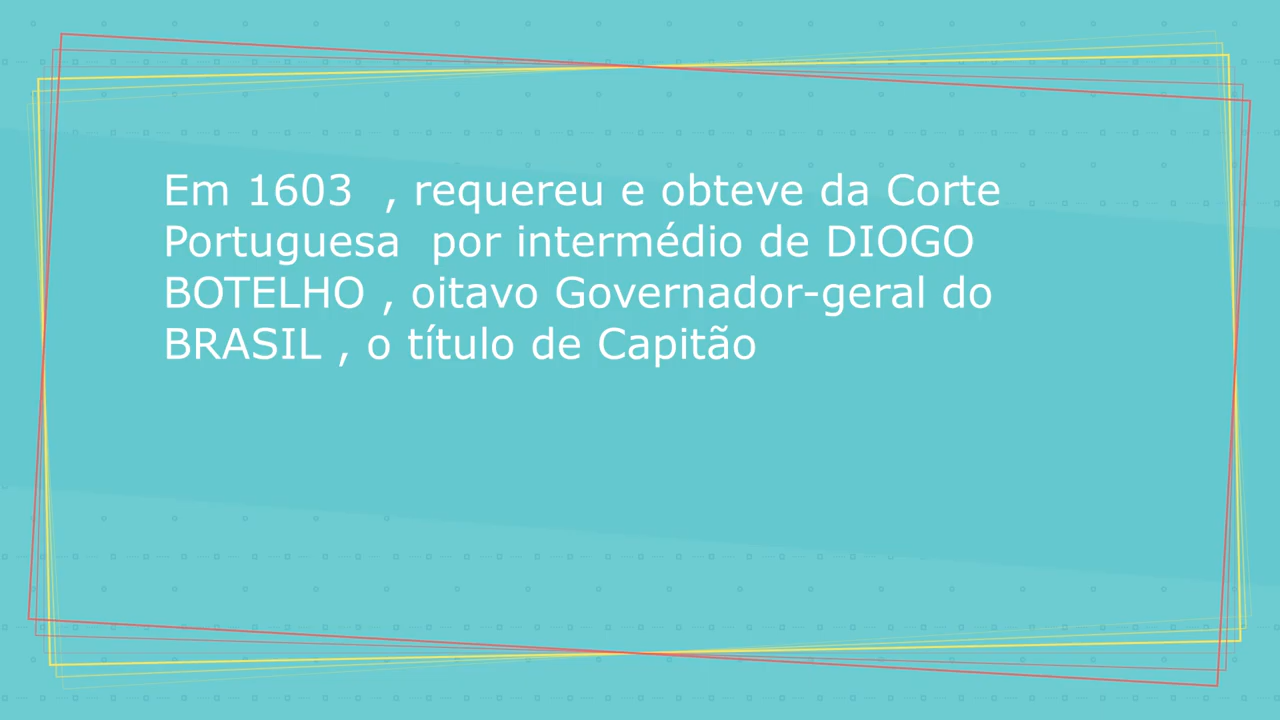 Em 1603  , requereu e obteve da Corte
Portuguesa  por intermédio de DIOGO
BOTELHO , oitavo Governador-geral do
BRASIL , o título de Capitão